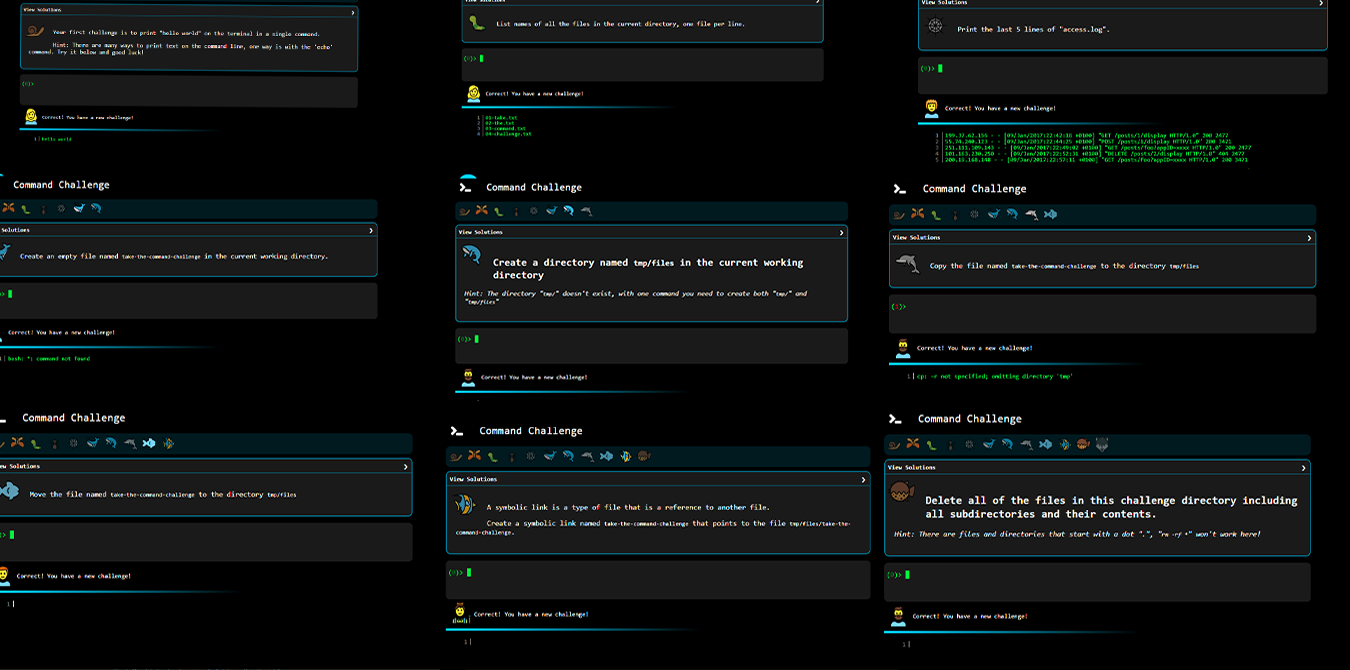 View Solutions
Your first challenge is to print "hello world" on the terminal in a single command.
Hint: There are many ways to print text on the command line, one way is with the 'echo'
command. Try it below and good luck!
(0)>
Correct! You have a new challenge!
1| hello world
View Solutions
List names of all the files in the current directory, one file per line.
(0)>
Correct! You have a new challenge!
1| 01-take.txt
2| 02-the.txt
3| 03-command.txt
4| 04-challenge.txt
View Solutions
Print the last 5 lines of "access.log".
(0)>
Correct! You have a new challenge!
1| 199.37.62.156 - - [09/Jan/2017:22:42:18 +0100] "GET /posts/1/display HTTP/1.0" 200 2477
2| 55.74.240.123 - - [09/Jan/2017:22:44:25 +0100] "POST /posts/1/display HTTP/1.0" 200 3421
3| 251.111.109.143 - - [09/Jan/2017:22:49:02 +0100] "GET /posts/foo?appID=xxxx HTTP/1.0" 200 2477
4| 101.163.230.250 - - [09/Jan/2017:22:52:31 +0100] "DELETE /posts/2/display HTTP/1.0" 404 2477
5| 200.19.168.148 - - [09/Jan/2017:22:57:11 +0100] "GET /posts/foo?appID=xxxx HTTP/1.0" 200 3421
Command Challenge
Solutions
Create an empty file named take-the-command-challenge in the current working directory.
>
Correct! You have a new challenge!
| bash: *: command not found
Command Challenge
View Solutions
Create a directory named tmp/files in the current working
directory
Hint: The directory "tmp/" doesn't exist, with one command you need to create both "tmp/" and
"tmp/files"
(0)>
Correct! You have a new challenge!
Command Challenge
View Solutions
Copy the file named take-the-command-challenge to the directory tmp/files
(1)>
Correct! You have a new challenge!
1| cp: -r not specified; omitting directory 'tmp'
Command Challenge
ew Solutions
Move the file named take-the-command-challenge to the directory tmp/files
)>
Correct! You have a new challenge!
1|
Command Challenge
View Solutions
A symbolic link is a type of file that is a reference to another file.
Create a symbolic link named take-the-command-challenge that points to the file tmp/files/take-the-
command-challenge.
(0)>
Correct! You have a new challenge!
1|
Command Challenge
View Solutions
Delete all of the files in this challenge directory including
all subdirectories and their contents.
Hint: There are files and directories that start with a dot ".", "rm -rf *" won't work here!
(0)>
Correct! You have a new challenge!
1|